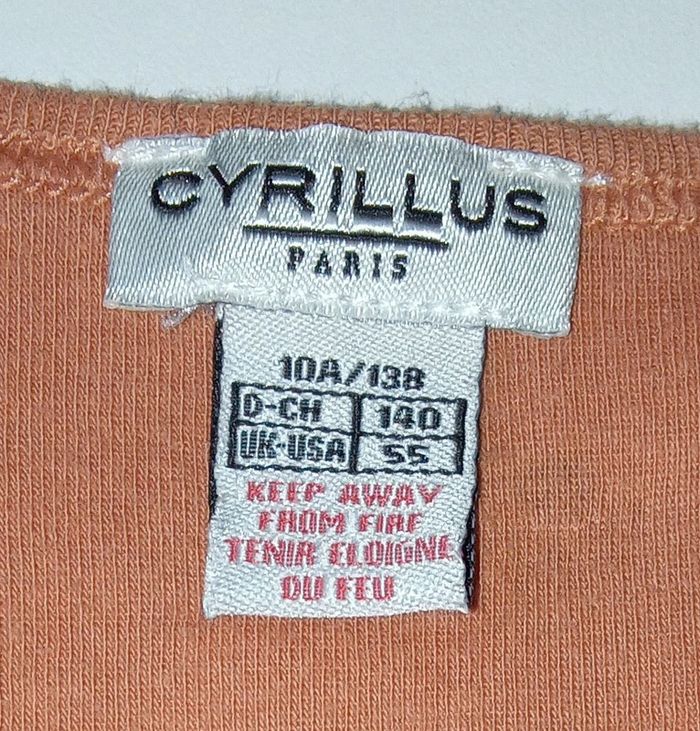 CYRILLUS
PARIS
10A/138
D-CH 140
UK-USA 55
KEEP AWAY
FROM FIRE
TENIR ELOIGNE
DU FEU